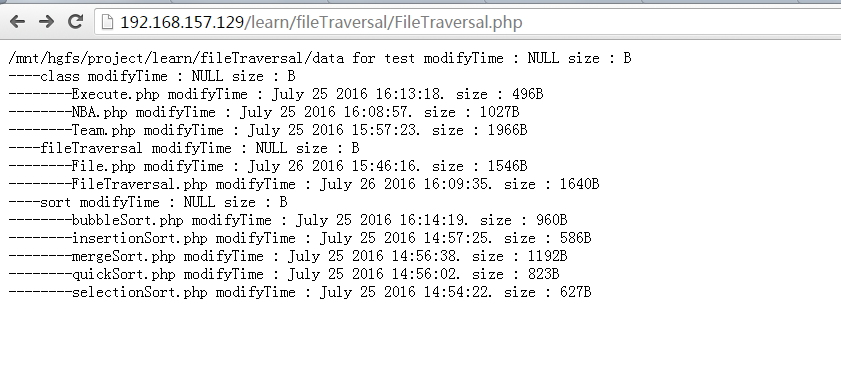 192.168.157.129/learn/fileTraversal/FileTraversal.php
/mnt/hgfs/project/learn/fileTraversal/data for test modifyTime : NULL size : B
----class modifyTime : NULL size : B
--------Execute.php modifyTime : July 25 2016 16:13:18. size : 496B
--------NBA.php modifyTime : July 25 2016 16:08:57. size : 1027B
--------Team.php modifyTime : July 25 2016 15:57:23. size : 1966B
----fileTraversal modifyTime : NULL size : B
--------File.php modifyTime : July 26 2016 15:46:16. size : 1546B
--------FileTraversal.php modifyTime : July 26 2016 16:09:35. size : 1640B
----sort modifyTime : NULL size : B
--------bubbleSort.php modifyTime : July 25 2016 16:14:19. size : 960B
--------insertionSort.php modifyTime : July 25 2016 14:57:25. size : 586B
--------mergeSort.php modifyTime : July 25 2016 14:56:38. size : 1192B
--------quickSort.php modifyTime : July 25 2016 14:56:02. size : 823B
--------selectionSort.php modifyTime : July 25 2016 14:54:22. size : 627B